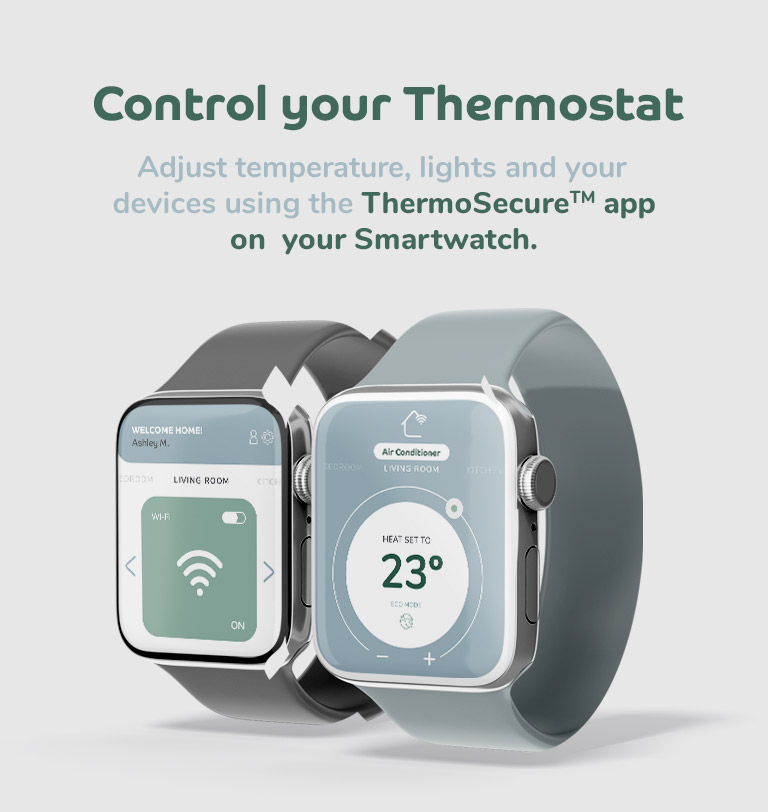 Control your Thermostat
Adjust temperature, lights and your
devices using the ThermoSecure™ app
on your Smartwatch.
WELCOME HOME!
Ashley M.
LIVING ROOM
WI-FI
ON
Air Conditioner
LIVING ROOM
HEAT SET TO
23°
ECO MODE